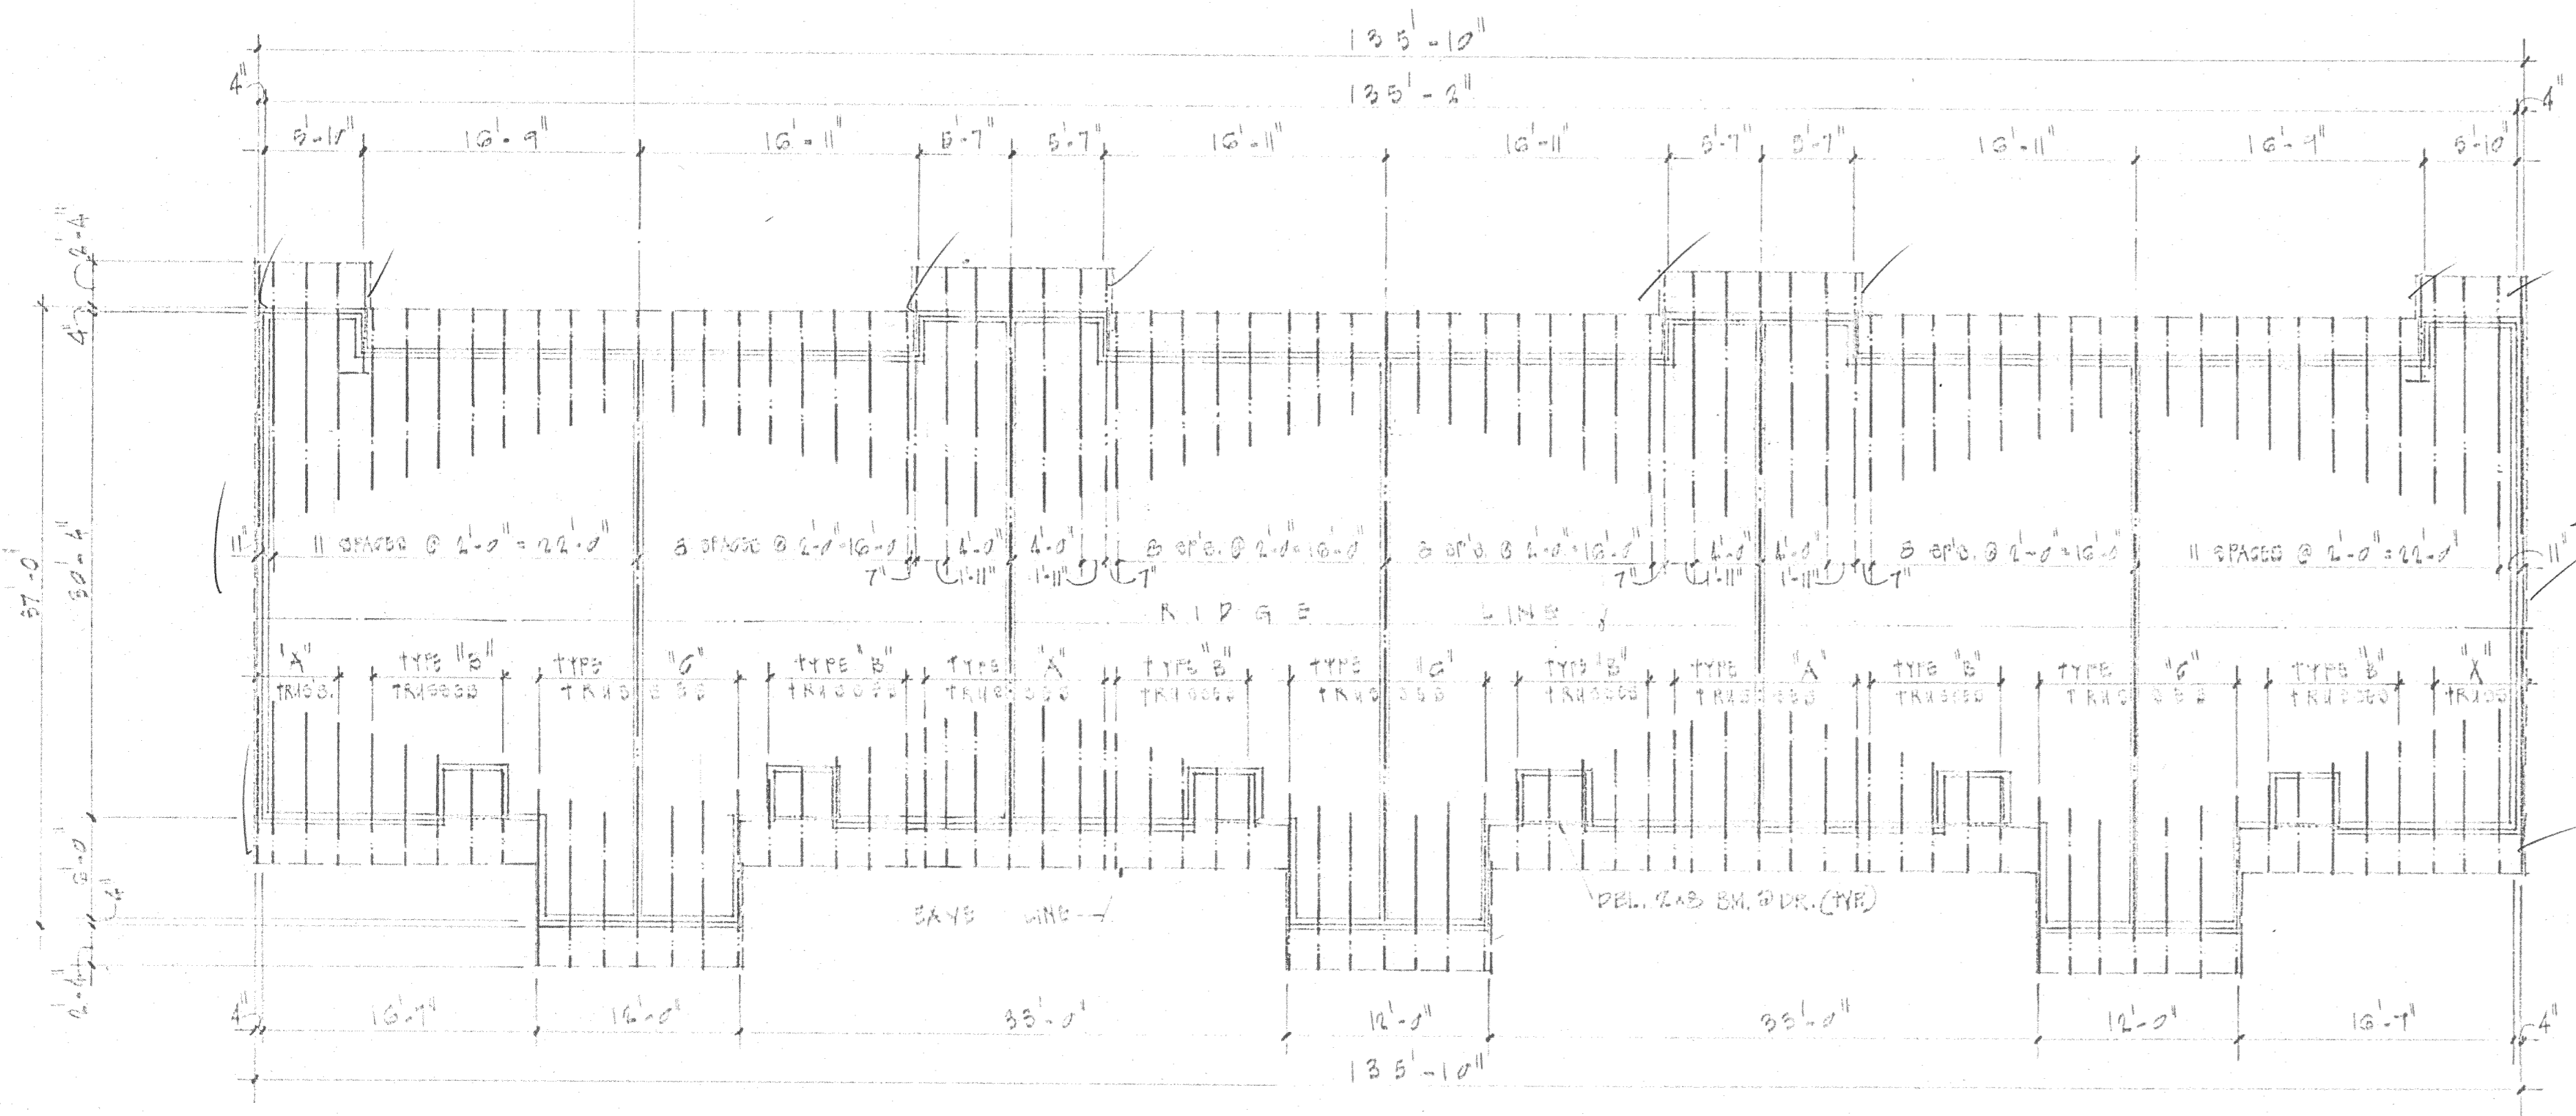 135'-10"
135'-2"
4" 4"
5'-10" 16'-9" 16'-11" 5'-7" 5'-7" 16'-11" 16'-11" 5'-7" 5'-7" 16'-11" 16'-9" 5'-10"
2'-4"
4"
37'-0"
30'-4"
11" 11 SPACES @ 2'-0" = 22'-0" 8 SPACES @ 2'-0"=16'-0" 4'-0" 4'-0" 8 SP'S. @ 2'-0"=16'-0" 8 SP'S. @ 2'-0"=16'-0" 4'-0" 4'-0" 8 SP'S. @ 2'-0"=16'-0" 11 SPACES @ 2'-0"=22'-0" 11"
7" 1'-11" 1'-11" 7" 7" 1'-11" 1'-11" 7"
RIDGE LINE
"A" TYPE "B" TYPE "C" TYPE "B" TYPE "A" TYPE "B" TYPE "C" TYPE "B" TYPE "A" TYPE "B" TYPE "C" TYPE "B" "A"
TRUSS. TRUSSES TRUSSES TRUSSES TRUSSES TRUSSES TRUSSES TRUSSES TRUSSES TRUSSES TRUSSES TRUSSES TRUSS
4"
EAVE LINE
DBL. 2x8 BM. @ DR. (TYP.)
2'-4"
4" 16'-7" 12'-0" 33'-0" 12'-0" 33'-0" 12'-0" 16'-7" 4"
135'-10"